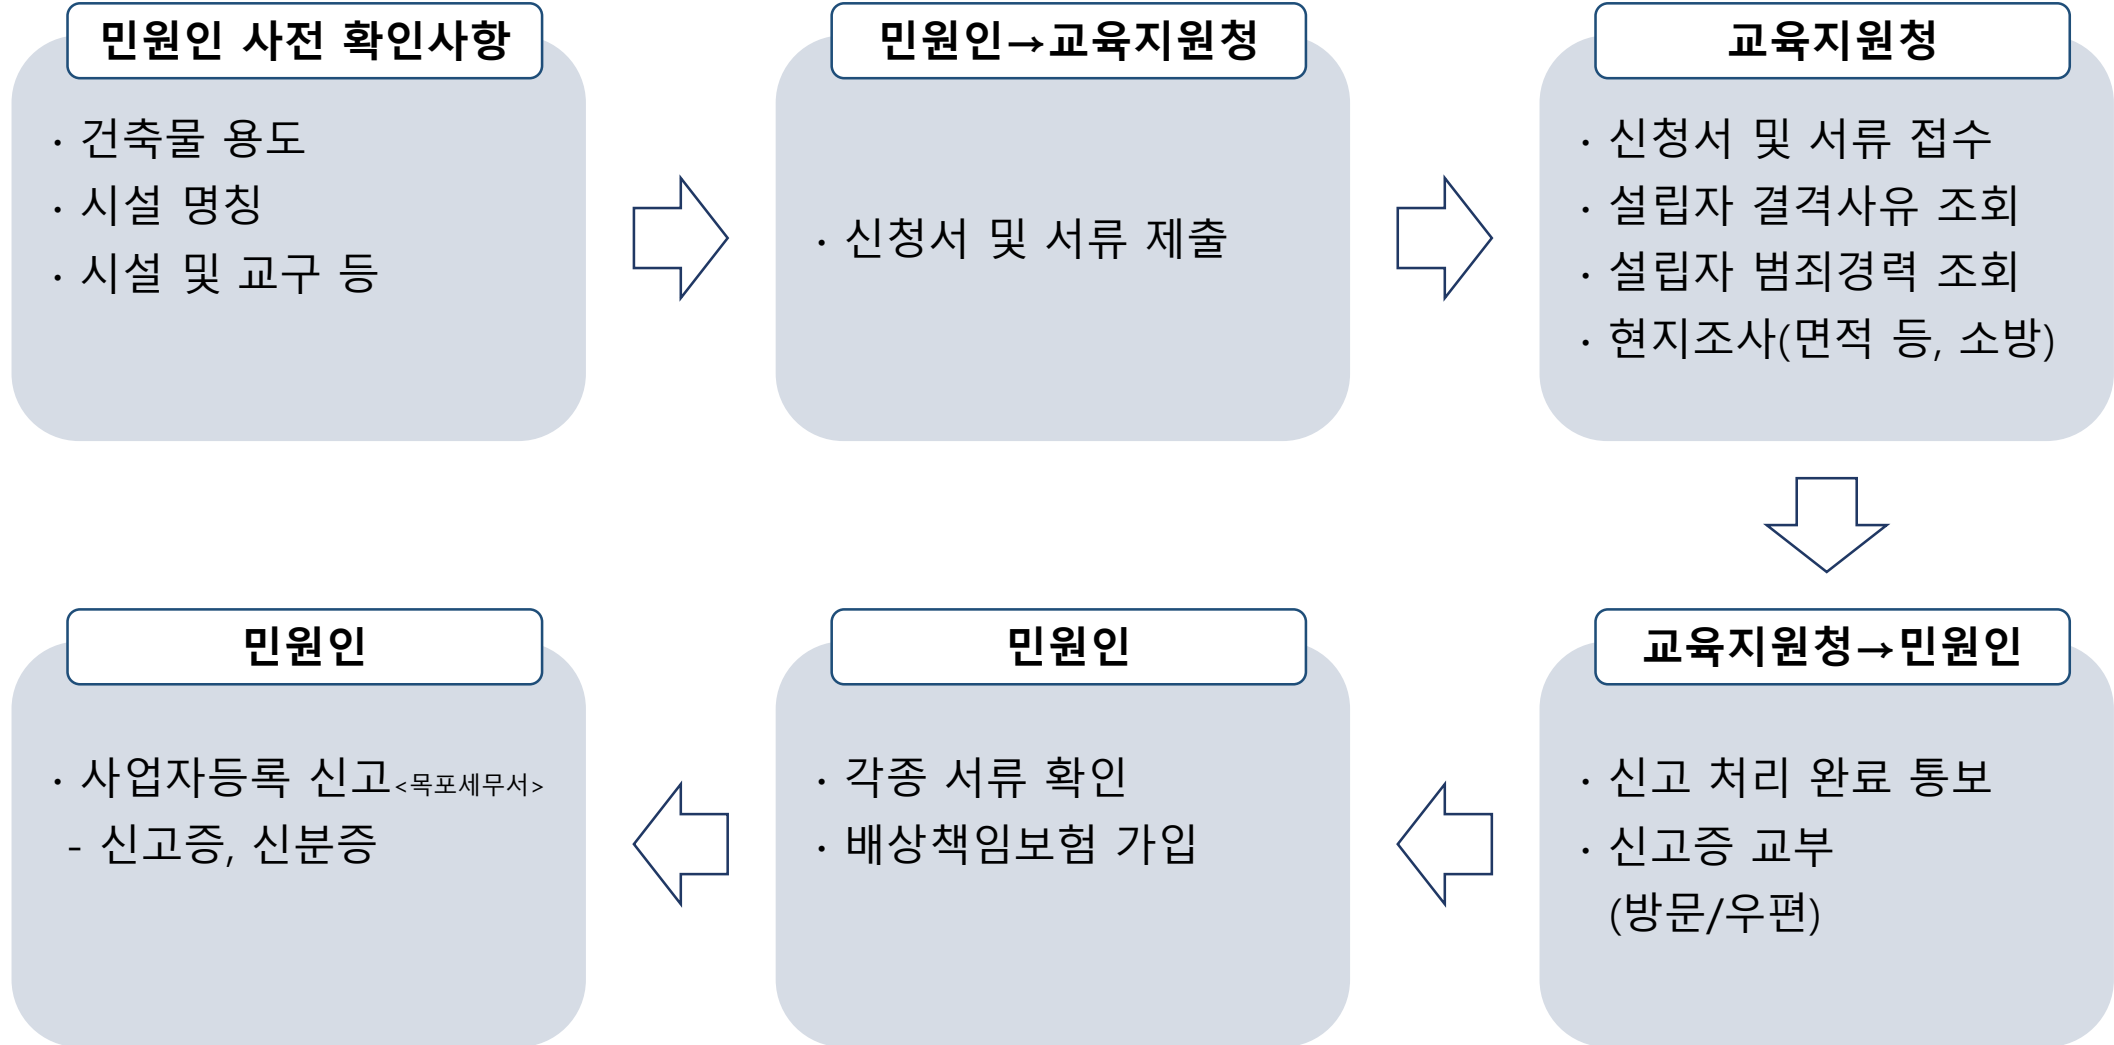 민원인 사전 확인사항
· 건축물 용도
· 시설 명칭
· 시설 및 교구 등
민원인→교육지원청
· 신청서 및 서류 제출
교육지원청
· 신청서 및 서류 접수
· 설립자 결격사유 조회
· 설립자 범죄경력 조회
· 현지조사(면적 등, 소방)
교육지원청→민원인
· 신고 처리 완료 통보
· 신고증 교부
(방문/우편)
민원인
· 각종 서류 확인
· 배상책임보험 가입
민원인
· 사업자등록 신고<목포세무서>
- 신고증, 신분증